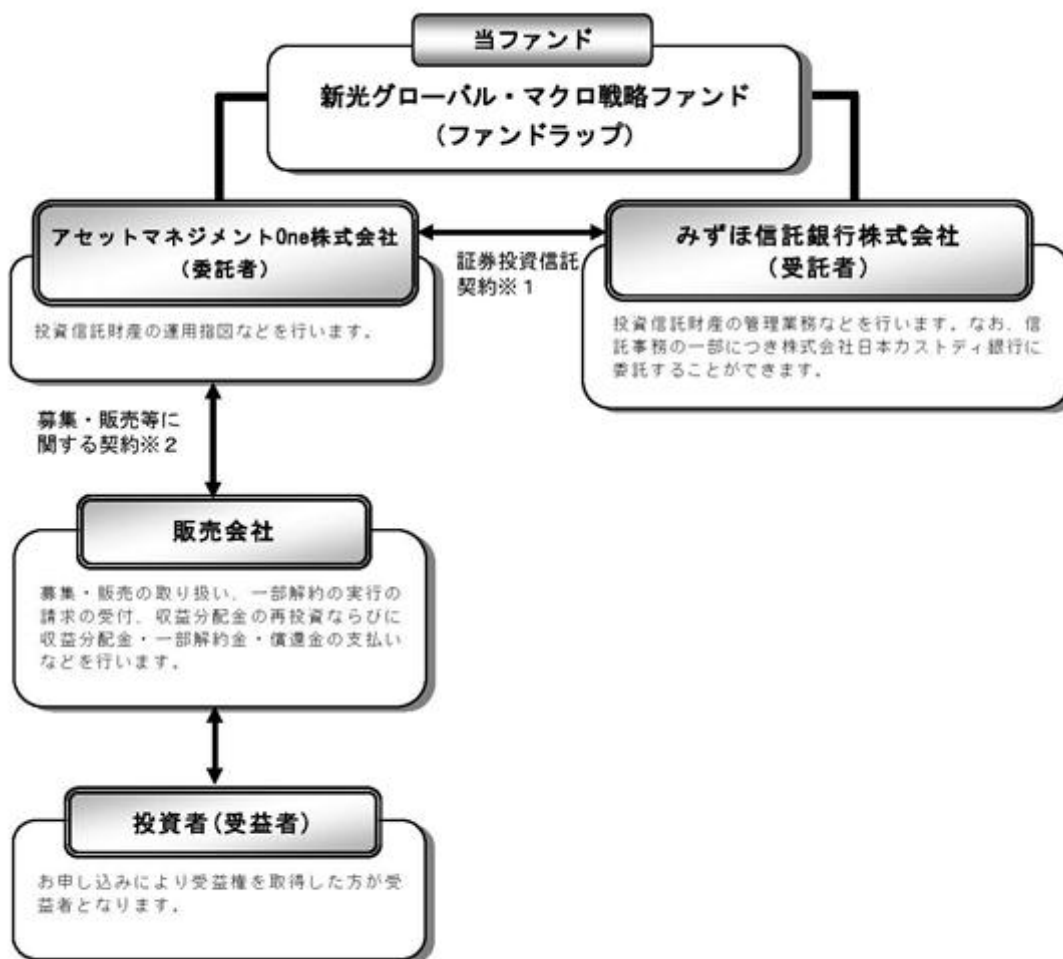 当ファンド
新光グローバル・マクロ戦略ファンド
(ファンドラップ)
アセットマネジメントOne株式会社
(委託者)
投資信託財産の運用指図などを行います。
証券投資信託
契約※1
みずほ信託銀行株式会社
(受託者)
投資信託財産の管理業務などを行います。なお、信
託事務の一部につき株式会社日本カストディ銀行に
委託することができます。
募集・販売等に
関する契約※2
販売会社
募集・販売の取り扱い、一部解約の実行の
請求の受付、収益分配金の再投資ならびに
収益分配金・一部解約金・償還金の支払い
などを行います。
投資者(受益者)
お申し込みにより受益権を取得した方が受
益者となります。